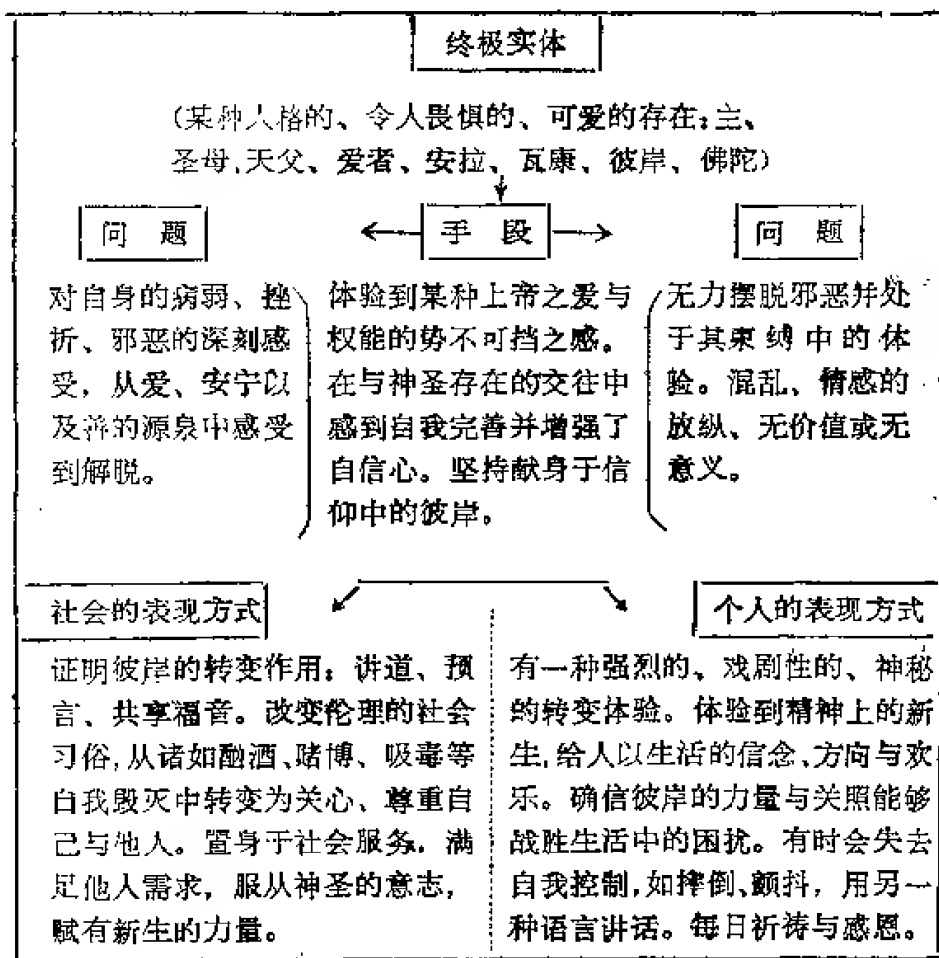 终极实体
(某种人格的、令人畏惧的、可爱的存在：主、
圣母，天父、爱者、安拉、瓦康、彼岸、佛陀)
问 题
手 段
问 题
对自身的病弱、挫
折、邪恶的深刻感
受，从爱、安宁以
及善的源泉中感受
到解脱。
体验到某种上帝之爱与
权能的势不可挡之感。
在与神圣存在的交往中
感到自我完善并增强了
自信心。坚持献身于信
仰中的彼岸。
无力摆脱邪恶并处
于其束缚中的体
验。混乱、情感的
放纵、无价值或无
意义。
社会的表现方式
证明彼岸的转变作用：讲道、预
言、共享福音。改变伦理的社会
习俗，从诸如酗酒、赌博、吸毒等
自我毁灭中转变为关心、尊重自
己与他人。置身于社会服务，满
足他人需求，服从神圣的意志，
赋有新生的力量。
个人的表现方式
有一种强烈的、戏剧性的、神秘
的转变体验。体验到精神上的新
生，给人以生活的信念、方向与欢
乐。确信彼岸的力量与关照能够
战胜生活中的困扰。有时会失去
自我控制，如摔倒、颤抖，用另一
种语言讲话。每日祈祷与感恩。